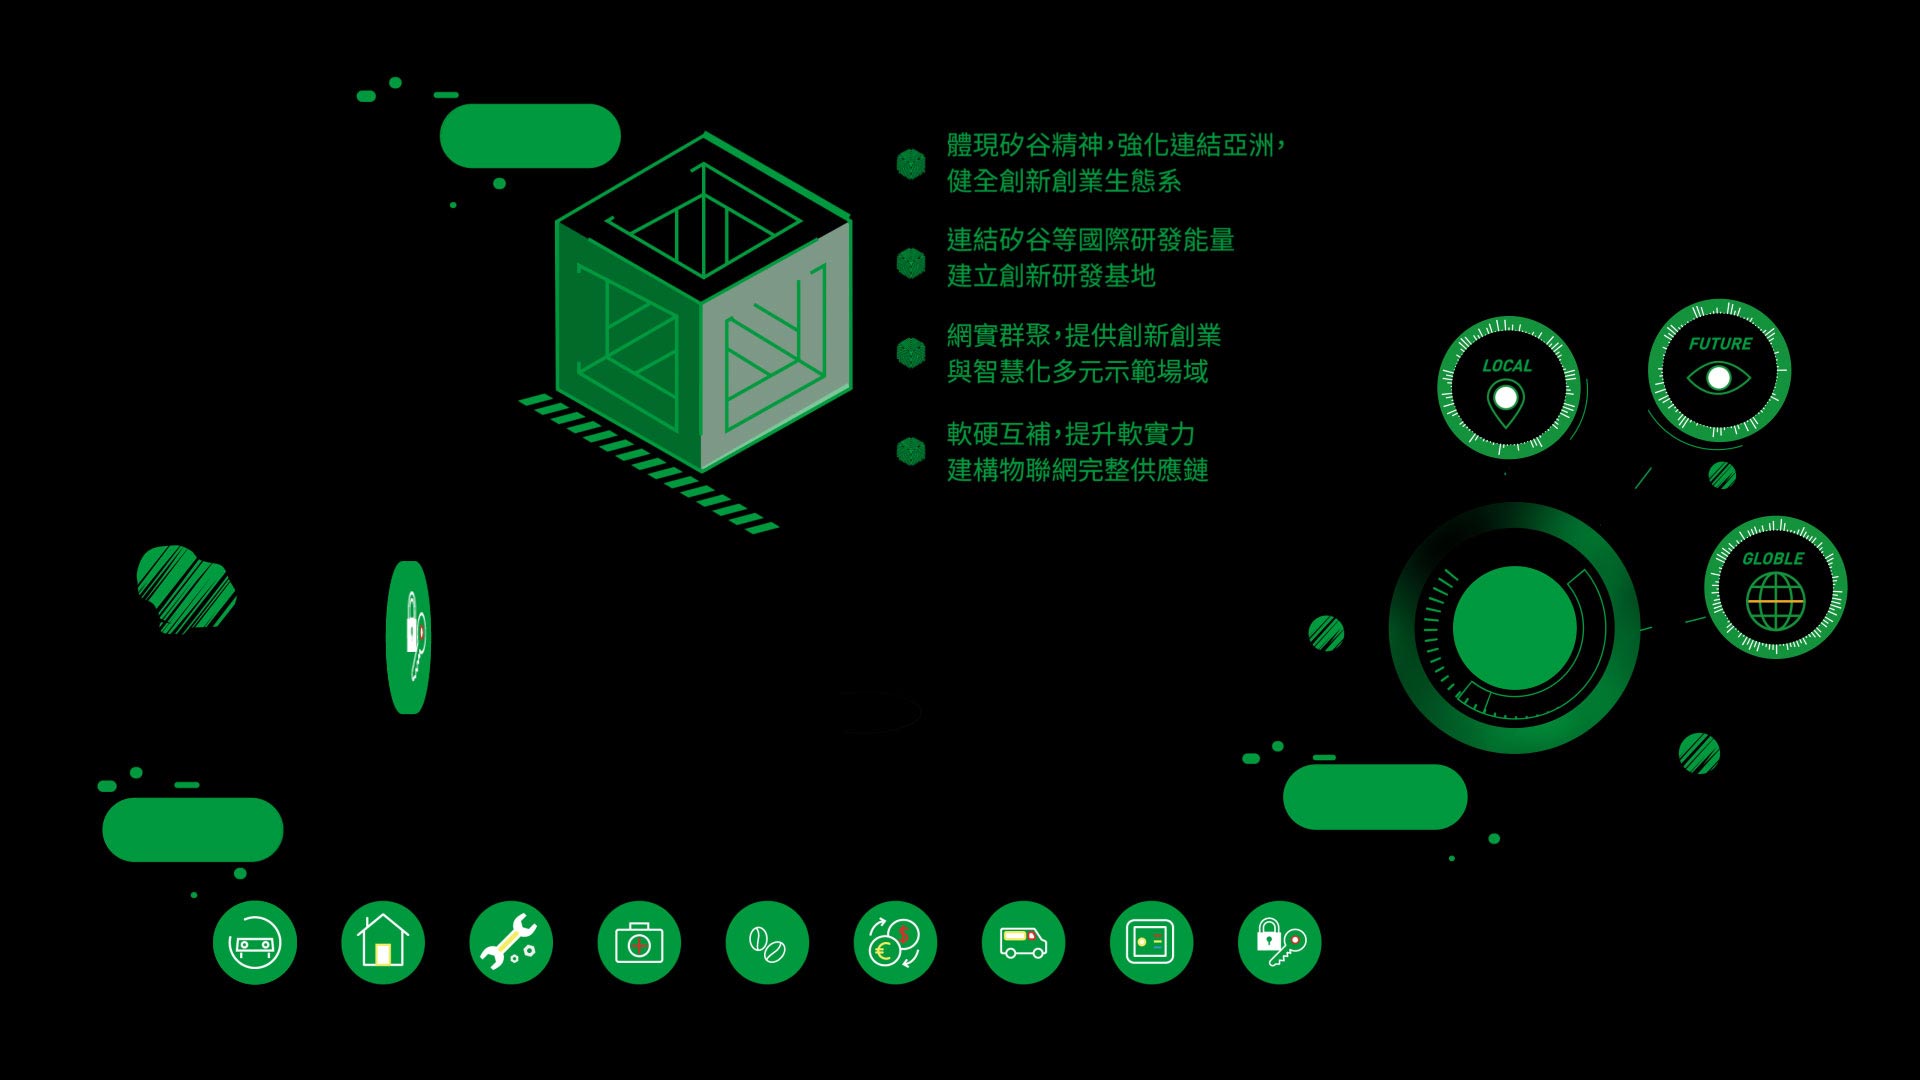 體現矽谷精神，強化連結亞洲，
健全創新創業生態系
連結矽谷等國際研發能量
建立創新研發基地
網實群聚，提供創新創業
與智慧化多元示範場域
軟硬互補，提升軟實力
建構物聯網完整供應鏈
LOCAL
FUTURE
GLOBLE
$
€